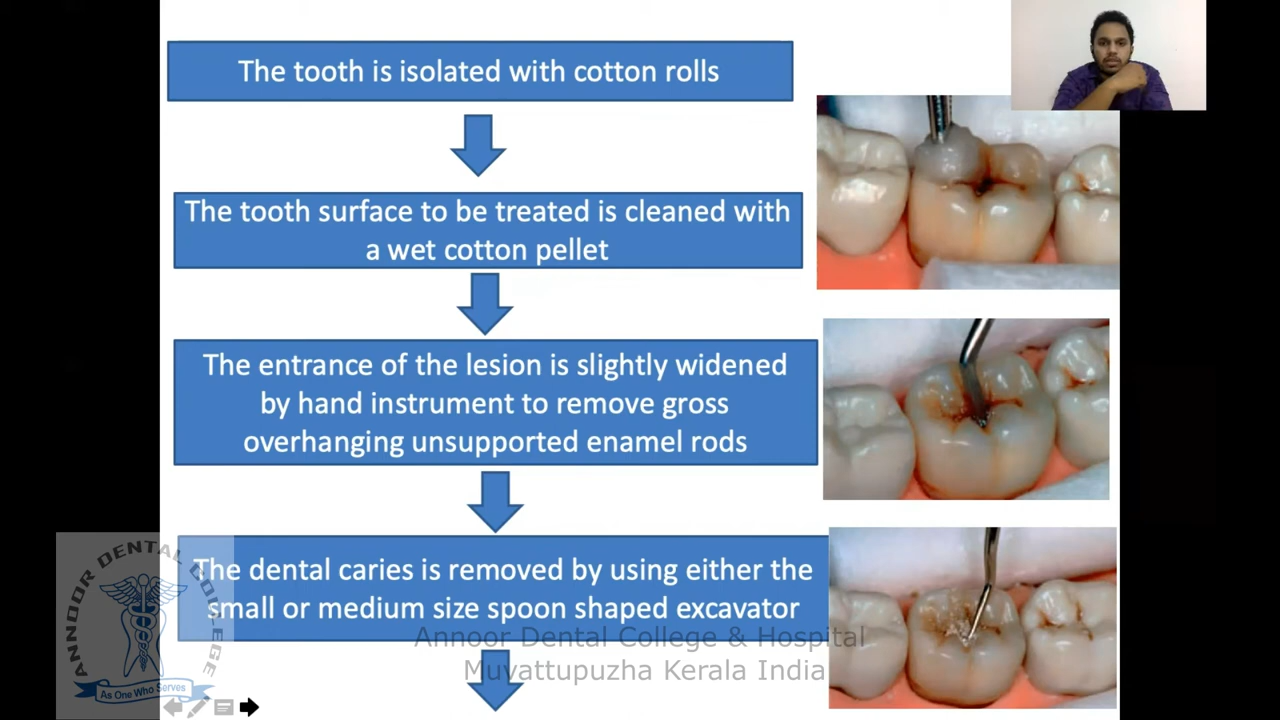 The tooth is isolated with cotton rolls
The tooth surface to be treated is cleaned with
a wet cotton pellet
The entrance of the lesion is slightly widened
by hand instrument to remove gross
overhanging unsupported enamel rods
The dental caries is removed by using either the
small or medium size spoon shaped excavator
Annoor Dental College & Hospital
Muvattupuzha Kerala India
ANNOOR DENTAL COLLEGE
As One Who Serves